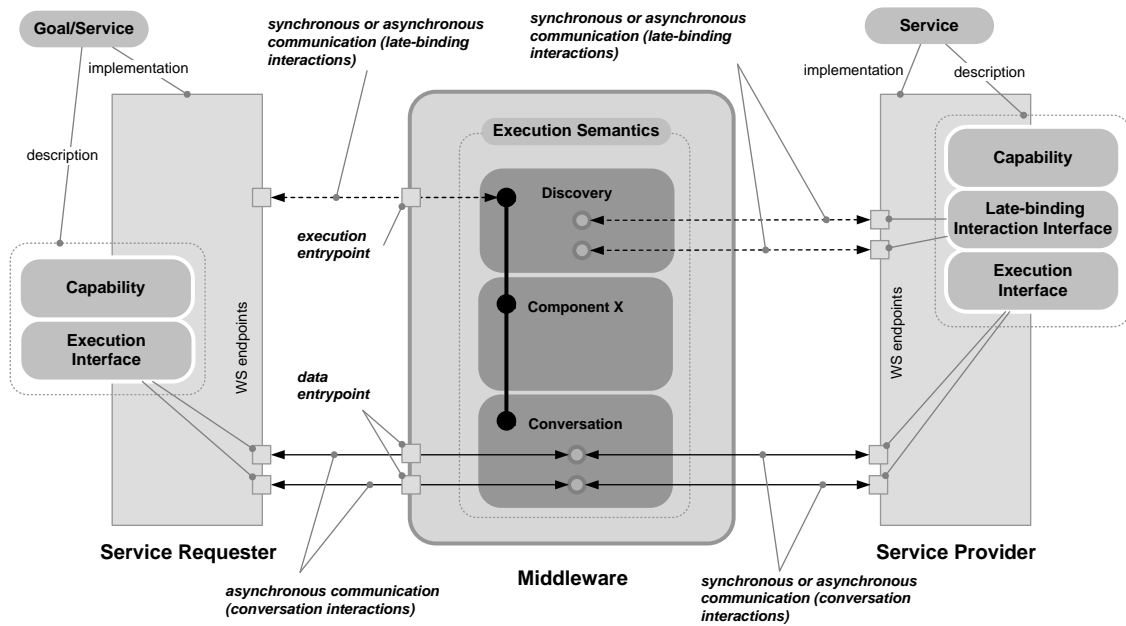 Goal/Service
implementation
description
synchronous or asynchronous
communication (late-binding
interactions)
synchronous or asynchronous
communication (late-binding
interactions)
Service
implementation
description
Execution Semantics
Discovery
Component X
Conversation
execution
entrypoint
data
entrypoint
Capability
Execution
Interface
WS endpoints
Capability
Late-binding
Interaction Interface
Execution
Interface
WS endpoints
Service Requester
Middleware
Service Provider
asynchronous communication
(conversation interactions)
synchronous or asynchronous
communication (conversation
interactions)